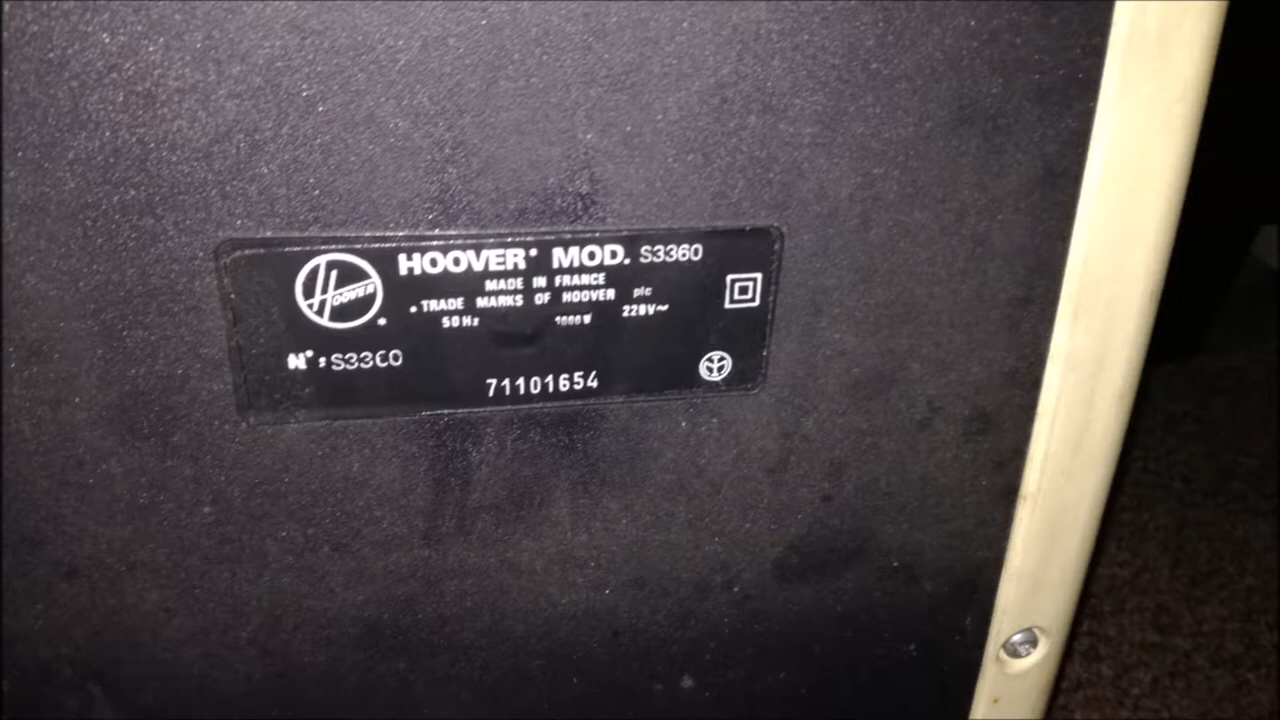 HOOVER
HOOVER* MOD. S3360
MADE IN FRANCE
* TRADE MARKS OF HOOVER plc
50Hz 1000W 220V~
N° : S3360
71101654